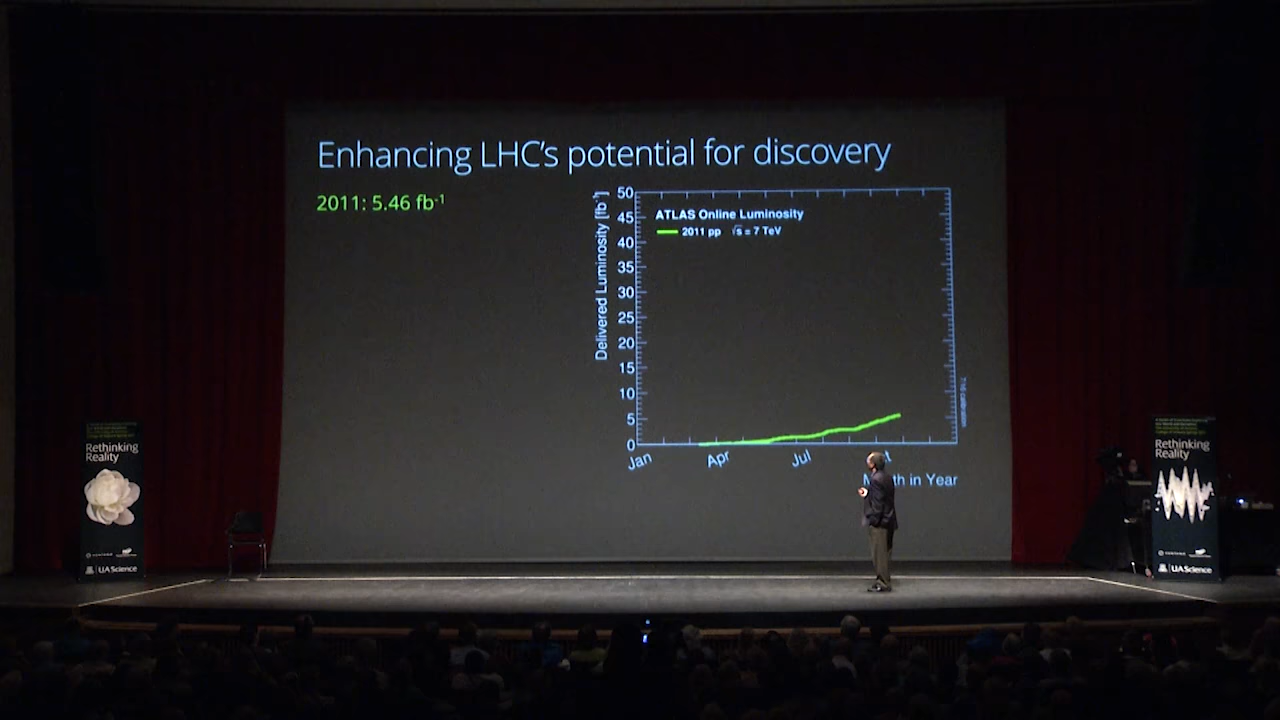 Enhancing LHC's potential for discovery
2011: 5.46 fb-1
Delivered Luminosity [fb-1]
50
45
40
35
30
25
20
15
10
5
0
ATLAS Online Luminosity
2011 pp √s = 7 TeV
Jan
Apr
Jul
in Year
Rethinking
Reality
UA Science
Rethinking
Reality
UA Science